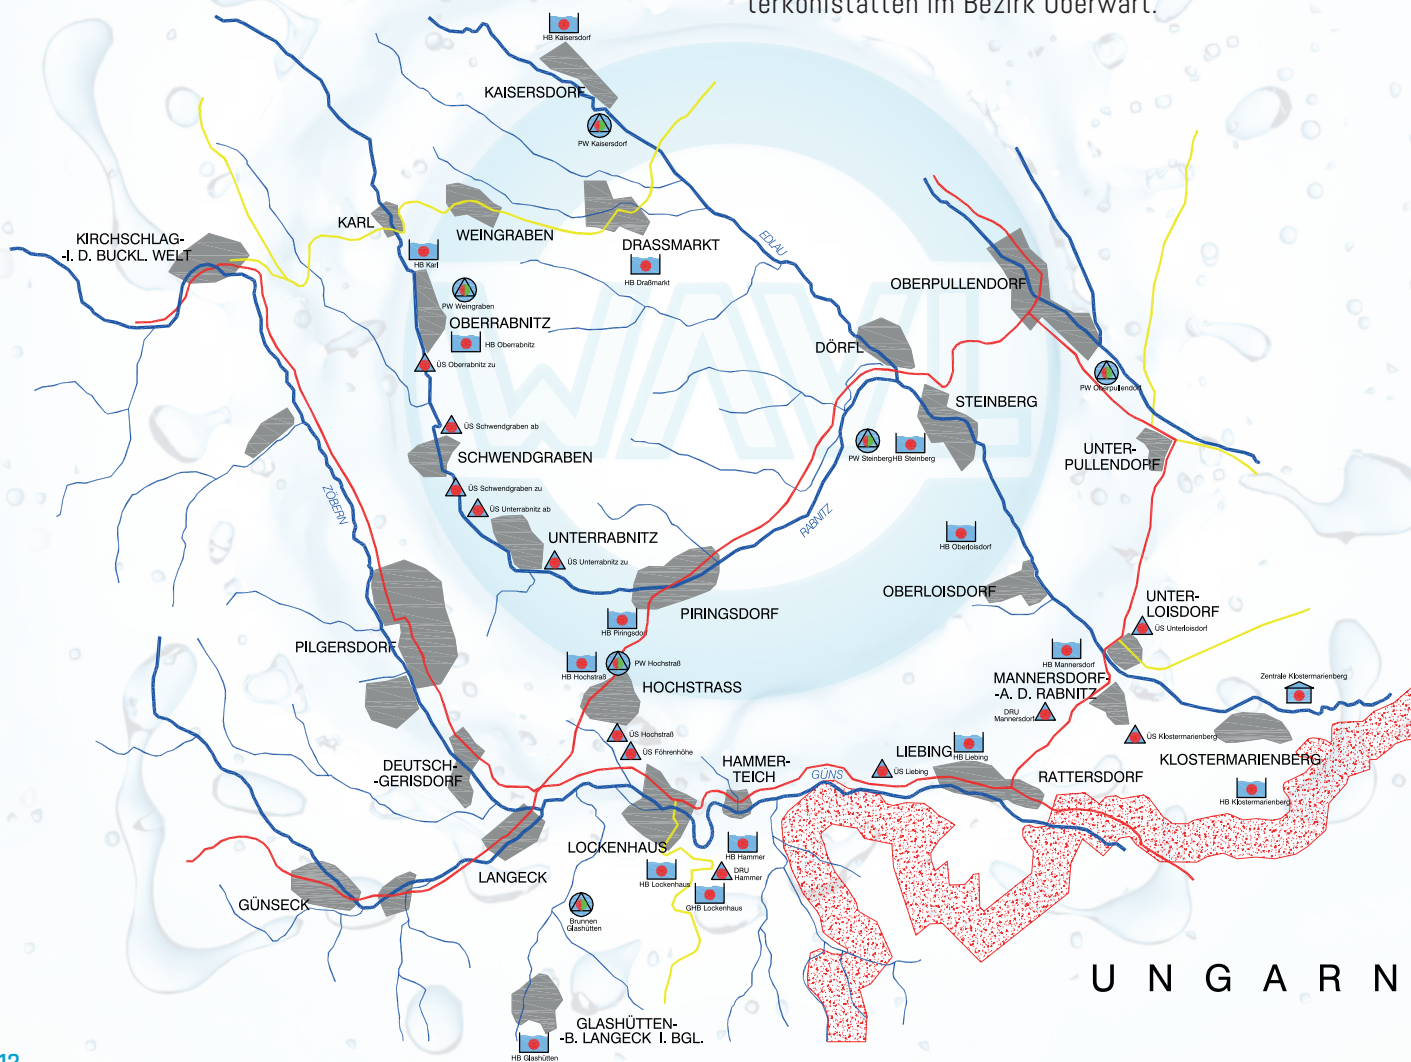 terkohlstätten im Bezirk Oberwart.
HB Kaisersdorf
KAISERSDORF
PW Kaisersdorf
KARL
WEINGRABEN
DRASSMARKT
HB Draßmarkt
EDLAU
KIRCHSCHLAG-
-I. D. BUCKL. WELT
HB Karl
PW Weingraben
OBERRABNITZ
HB Oberrabnitz
ÜS Oberrabnitz zu
OBERPULLENDORF
DÖRFL
PW Oberpullendorf
STEINBERG
ÜS Schwendgraben ab
SCHWENDGRABEN
PW Steinberg
HB Steinberg
UNTER-
PULLENDORF
ZÖBERN
ÜS Schwendgraben zu
ÜS Unterrabnitz ab
RABNITZ
UNTERRABNITZ
ÜS Unterrabnitz zu
HB Oberloisdorf
OBERLOISDORF
PIRINGSDORF
HB Piringsdorf
UNTER-
LOISDORF
ÜS Unterloisdorf
PILGERSDORF
HB Hochstraß
PW Hochstraß
HOCHSTRASS
HB Mannersdorf
MANNERSDORF-
-A. D. RABNITZ
DRU
Mannersdorf
Zentrale Klostermarienberg
ÜS Hochstraß
ÜS Föhrenhöhe
ÜS Klostermarienberg
KLOSTERMARIENBERG
HB Klostermarienberg
DEUTSCH-
-GERISDORF
HAMMER-
TEICH
GÜNS
LIEBING
HB Liebing
ÜS Liebing
RATTERSDORF
LOCKENHAUS
HB Hammer
DRU
Hammer
HB Lockenhaus
GHB Lockenhaus
LANGECK
GÜNSECK
Brunnen
Glashütten
UNGARN
GLASHÜTTEN-
-B. LANGECK I. BGL.
HB Glashütten
12